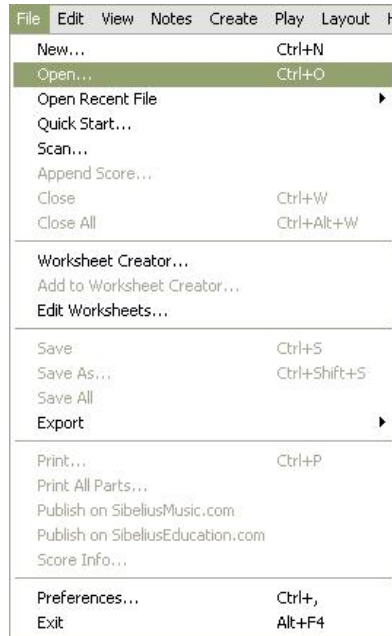 File Edit View Notes Create Play Layout
New... Ctrl+N
Open... Ctrl+O
Open Recent File
Quick Start...
Scan...
Append Score...
Close Ctrl+W
Close All Ctrl+Alt+W
Worksheet Creator...
Add to Worksheet Creator...
Edit Worksheets...
Save Ctrl+S
Save As... Ctrl+Shift+S
Save All
Export
Print... Ctrl+P
Print All Parts...
Publish on SibeliusMusic.com
Publish on SibeliusEducation.com
Score Info...
Preferences... Ctrl+,
Exit Alt+F4